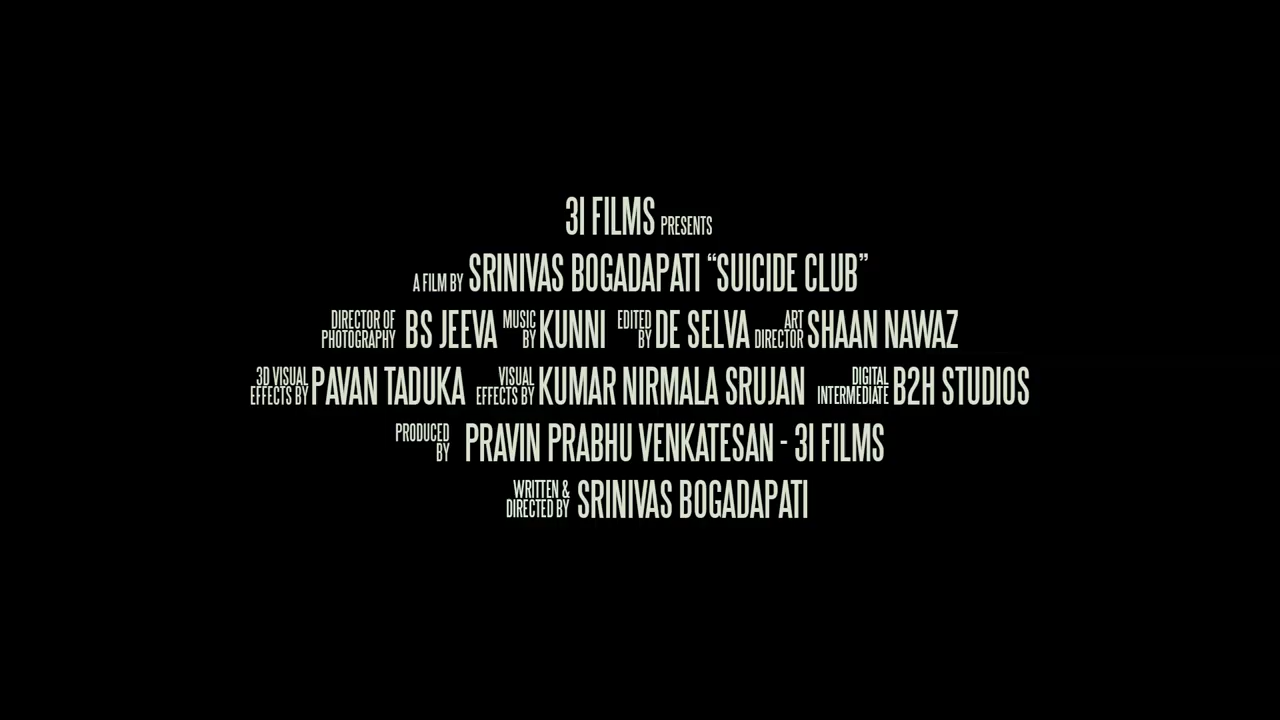 3I FILMS PRESENTS
A FILM BY SRINIVAS BOGADAPATI “SUICIDE CLUB”
DIRECTOR OF PHOTOGRAPHY BS JEEVA MUSIC BY KUNNI EDITED BY DE SELVA ART DIRECTOR SHAAN NAWAZ
3D VISUAL EFFECTS BY PAVAN TADUKA VISUAL EFFECTS BY KUMAR NIRMALA SRUJAN DIGITAL INTERMEDIATE B2H STUDIOS
PRODUCED BY PRAVIN PRABHU VENKATESAN - 3I FILMS
WRITTEN & DIRECTED BY SRINIVAS BOGADAPATI